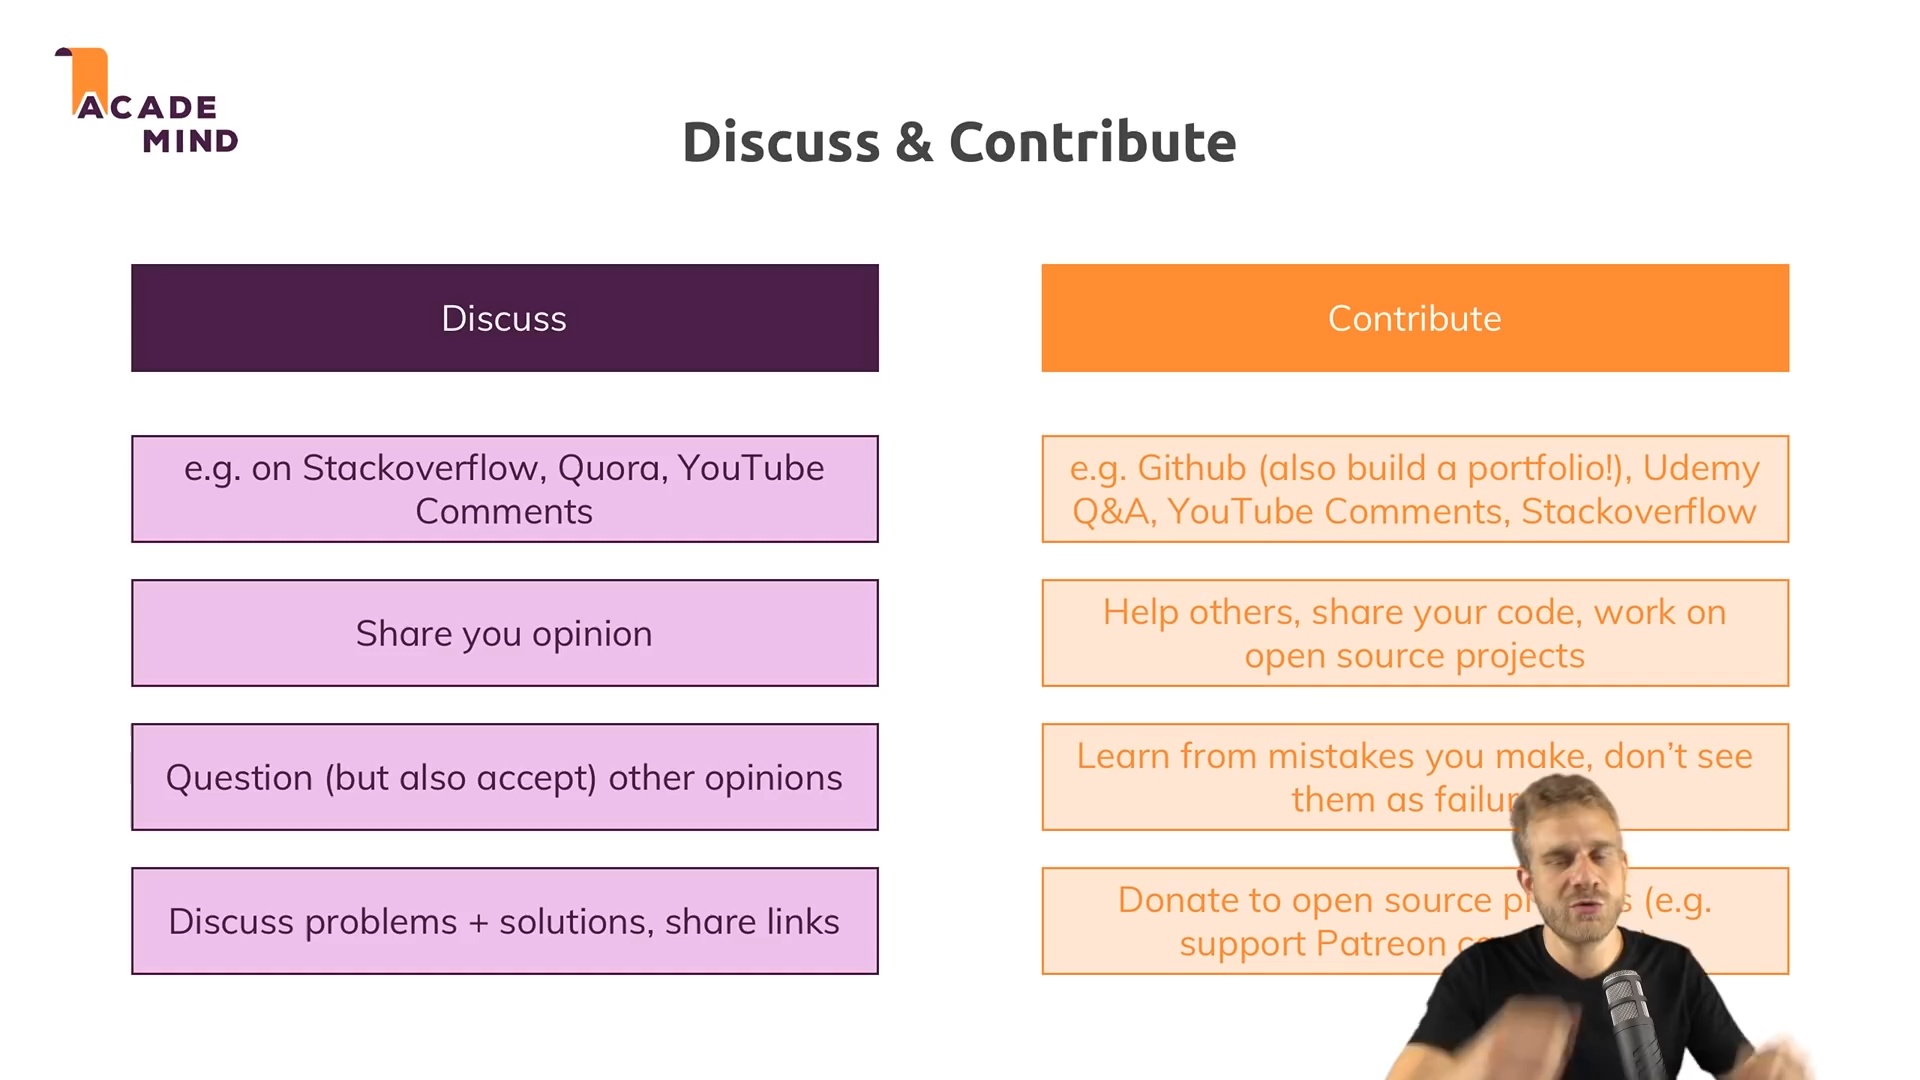 ACADE
MIND
Discuss & Contribute
Discuss
e.g. on Stackoverflow, Quora, YouTube
Comments
Share you opinion
Question (but also accept) other opinions
Discuss problems + solutions, share links
Contribute
e.g. Github (also build a portfolio!), Udemy
Q&A, YouTube Comments, Stackoverflow
Help others, share your code, work on
open source projects
Learn from mistakes you make, don’t see
them as
Donate to open source (e.g.
support Patreon